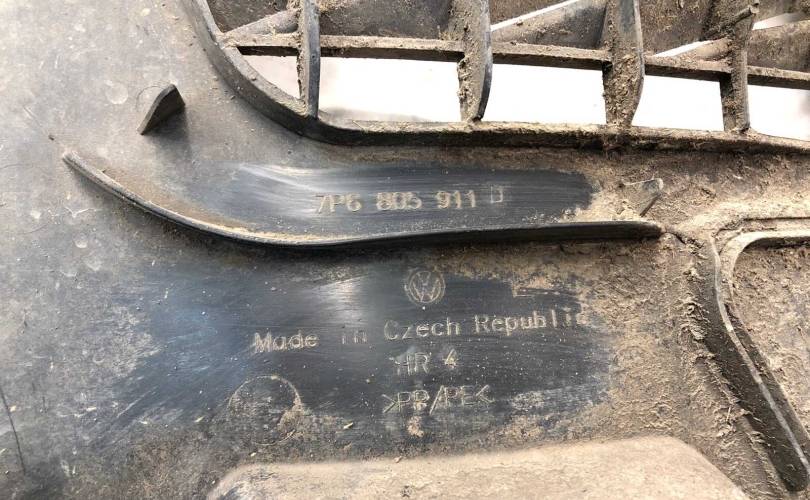 7P6 805 911 D
VW
Made in Czech Republic
HR 4
>PP/PE<